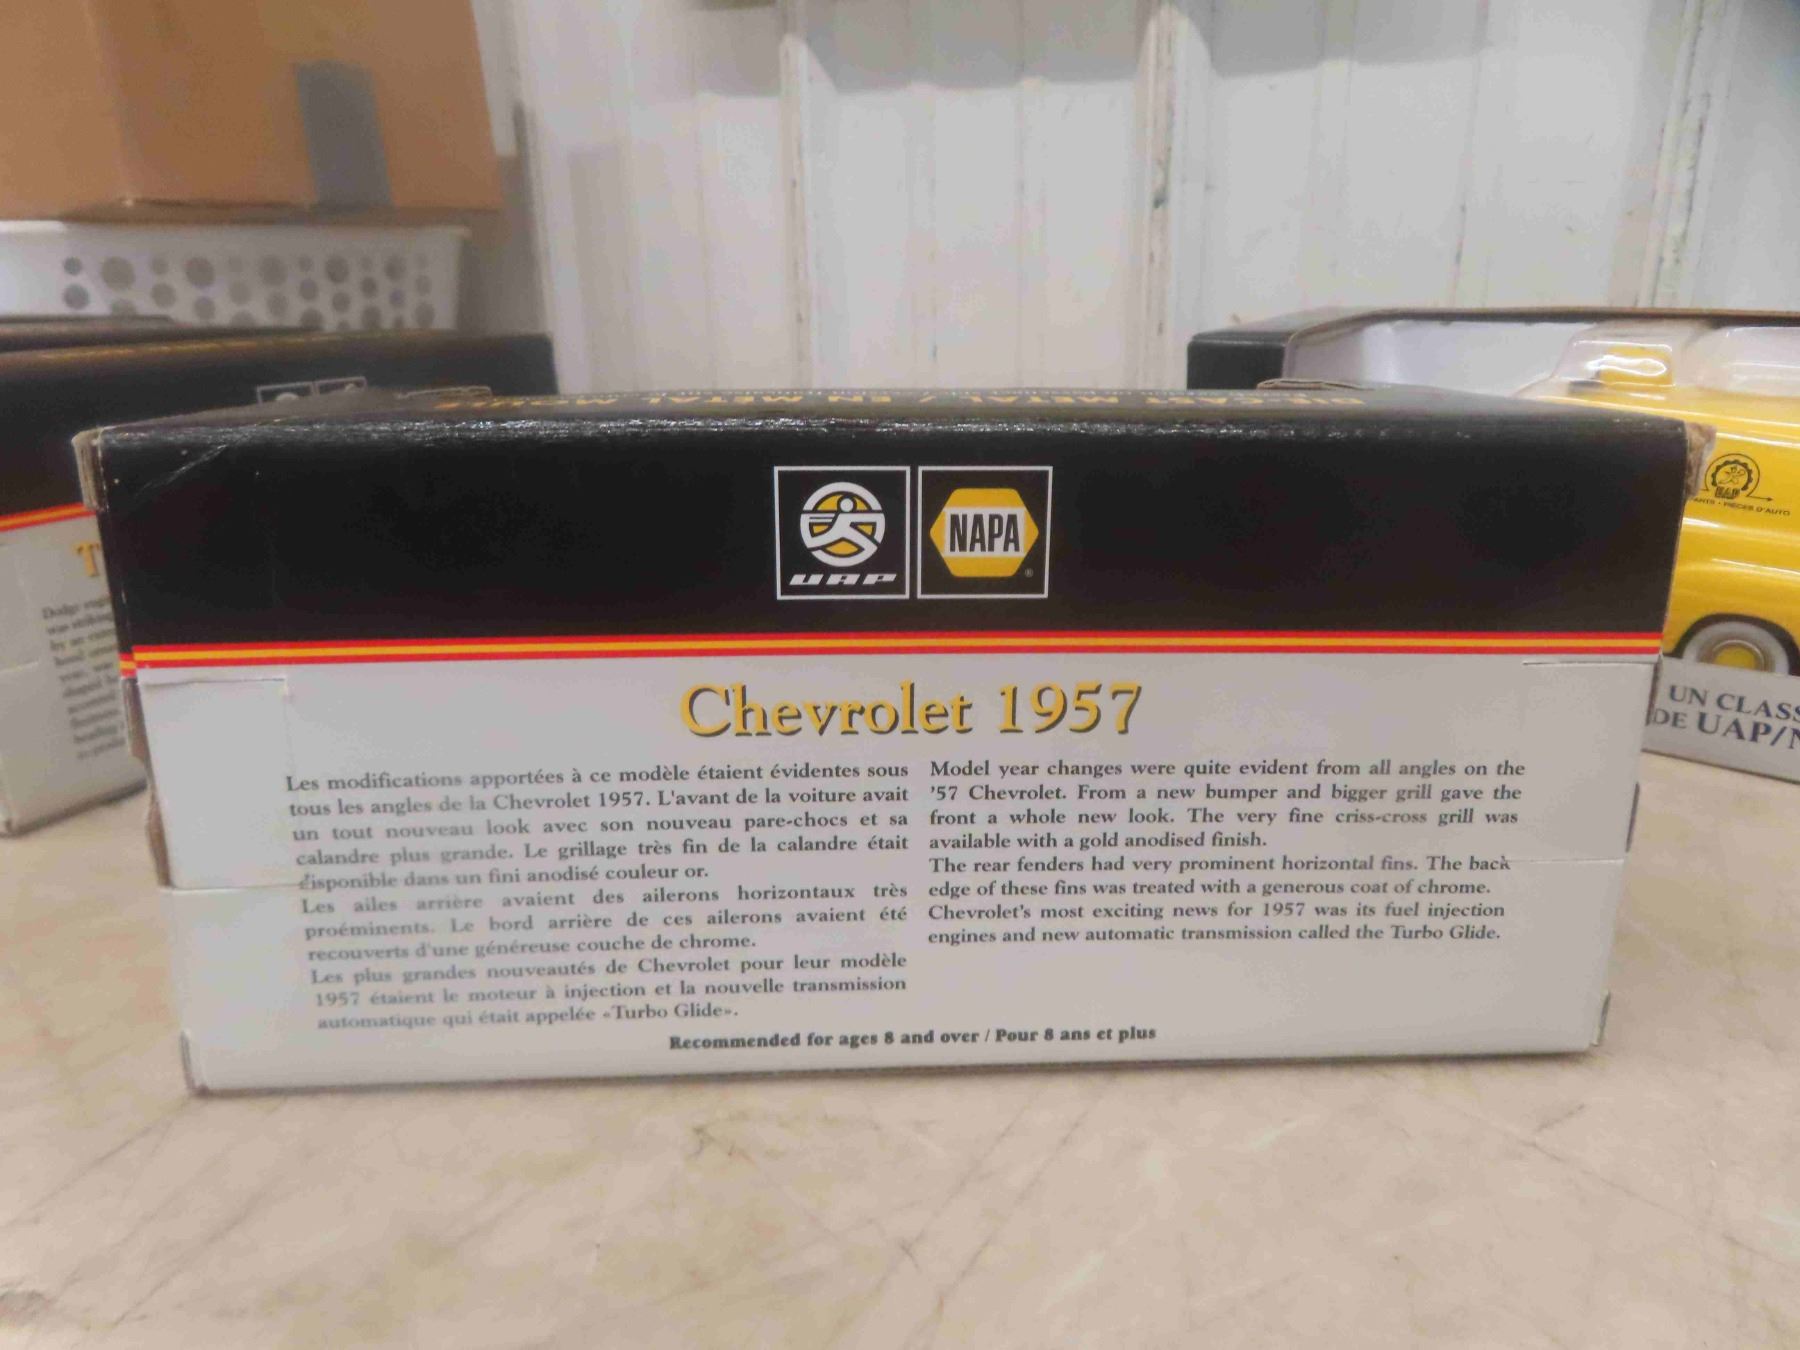 DIECAST METAL / EN METAL MOULÉ
UAP
NAPA
®
Chevrolet 1957
Les modifications apportées à ce modèle étaient évidentes sous
tous les angles de la Chevrolet 1957. L'avant de la voiture avait
un tout nouveau look avec son nouveau pare-chocs et sa
calandre plus grande. Le grillage très fin de la calandre était
disponible dans un fini anodisé couleur or.
Les ailes arrière avaient des ailerons horizontaux très
proéminents. Le bord arrière de ces ailerons avaient été
recouverts d'une généreuse couche de chrome.
Les plus grandes nouveautés de Chevrolet pour leur modèle
1957 étaient le moteur à injection et la nouvelle transmission
automatique qui était appelée «Turbo Glide».
Model year changes were quite evident from all angles on the
'57 Chevrolet. From a new bumper and bigger grill gave the
front a whole new look. The very fine criss-cross grill was
available with a gold anodised finish.
The rear fenders had very prominent horizontal fins. The back
edge of these fins was treated with a generous coat of chrome.
Chevrolet's most exciting news for 1957 was its fuel injection
engines and new automatic transmission called the Turbo Glide.
Recommended for ages 8 and over / Pour 8 ans et plus
UAP
PIECES D'AUTO
UN CLASS
DE UAP/N
T
Dodge